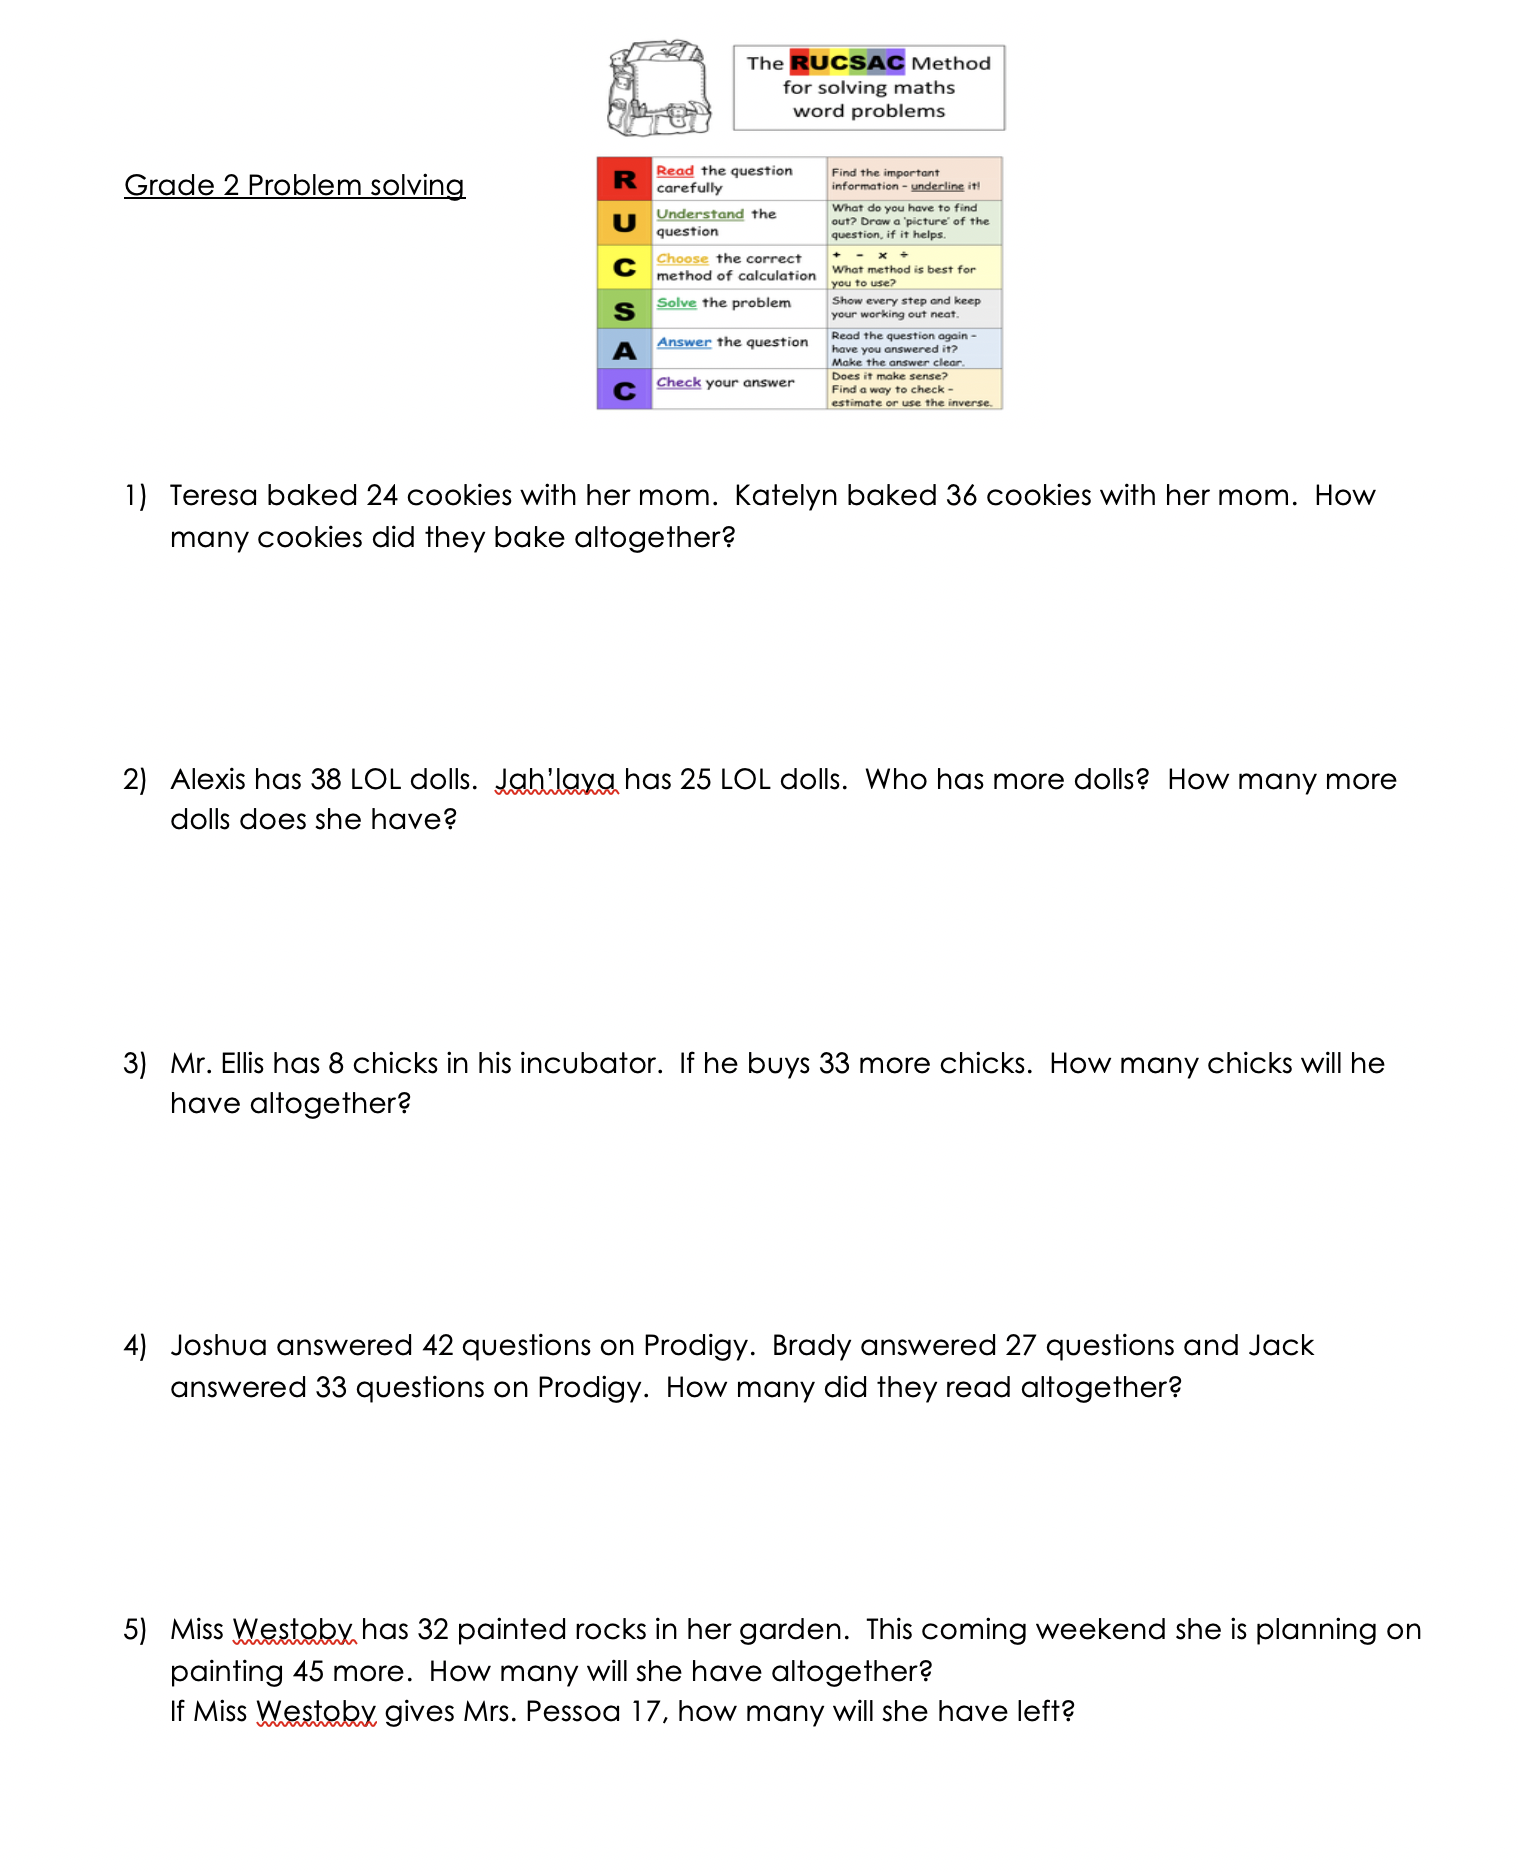 The RUCSAC Method
for solving maths
word problems
Grade 2 Problem solving
R Read the question carefully Find the important information - underline it!
U Understand the question What do you have to find out? Draw a 'picture' of the question, if it helps.
C Choose the correct method of calculation + - x ÷ What method is best for you to use?
S Solve the problem Show every step and keep your working out neat.
A Answer the question Read the question again - have you answered it? Make the answer clear.
C Check your answer Does it make sense? Find a way to check - estimate or use the inverse.
1) Teresa baked 24 cookies with her mom. Katelyn baked 36 cookies with her mom. How
many cookies did they bake altogether?
2) Alexis has 38 LOL dolls. Jah'laya has 25 LOL dolls. Who has more dolls? How many more
dolls does she have?
3) Mr. Ellis has 8 chicks in his incubator. If he buys 33 more chicks. How many chicks will he
have altogether?
4) Joshua answered 42 questions on Prodigy. Brady answered 27 questions and Jack
answered 33 questions on Prodigy. How many did they read altogether?
5) Miss Westoby has 32 painted rocks in her garden. This coming weekend she is planning on
painting 45 more. How many will she have altogether?
If Miss Westoby gives Mrs. Pessoa 17, how many will she have left?